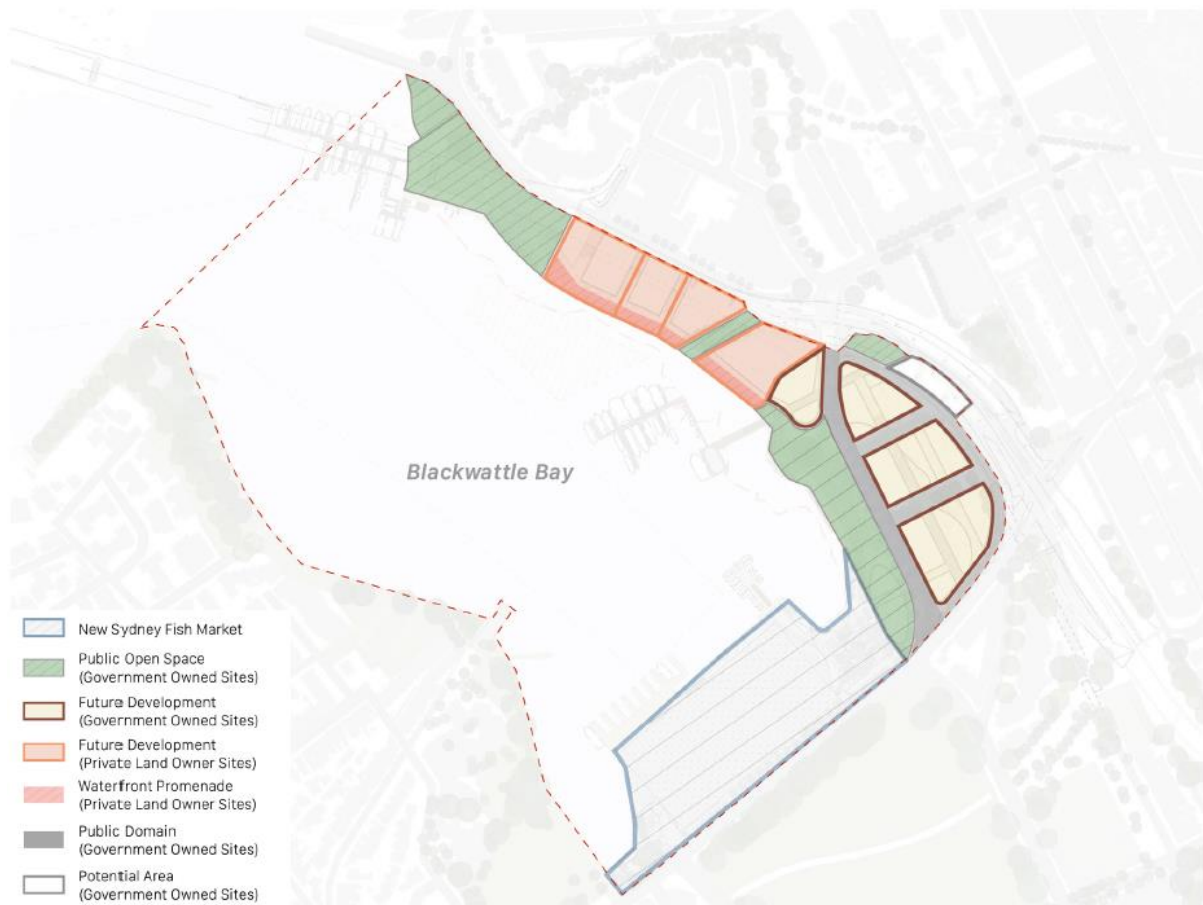 Blackwattle Bay
New Sydney Fish Market
Public Open Space
(Government Owned Sites)
Future Development
(Government Owned Sites)
Future Development
(Private Land Owner Sites)
Waterfront Promenade
(Private Land Owner Sites)
Public Domain
(Government Owned Sites)
Potential Area
(Government Owned Sites)